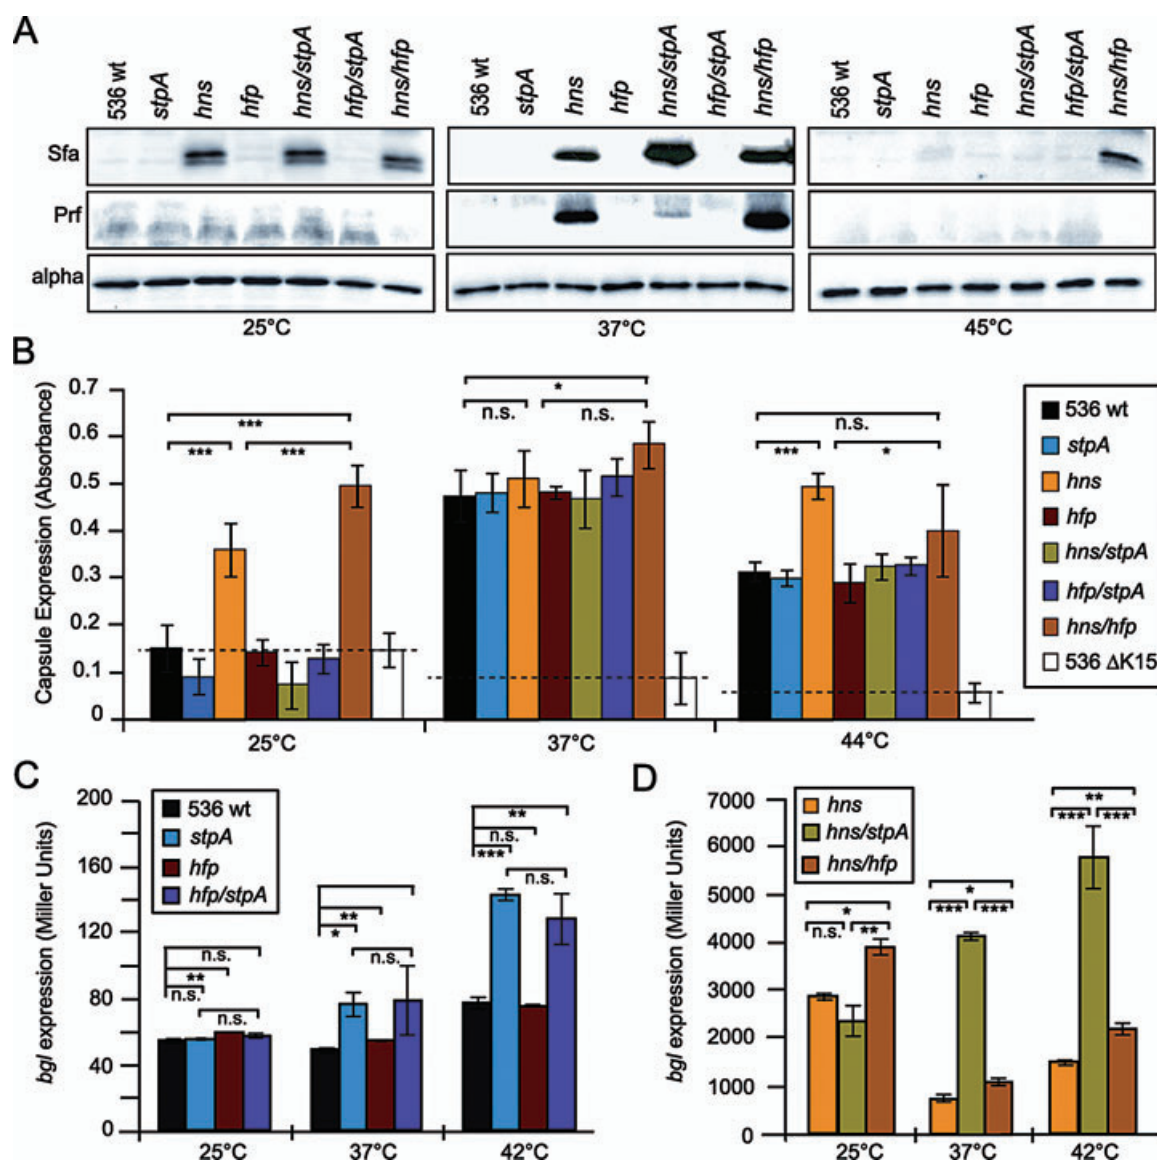 A
536 wt stpA hns hfp hns/stpA hfp/stpA hns/hfp
536 wt stpA hns hfp hns/stpA hfp/stpA hns/hfp
536 wt stpA hns hfp hns/stpA hfp/stpA hns/hfp
Sfa
Prf
alpha
25°C 37°C 45°C
B
Capsule Expression (Absorbance)
0.7
0.6
0.5
0.4
0.3
0.2
0.1
0
***
*** ***
*
n.s. n.s.
n.s.
*** *
25°C 37°C 44°C
536 wt
stpA
hns
hfp
hns/stpA
hfp/stpA
hns/hfp
536 ΔK15
C
bgl expression (Miller Units)
200
160
120
80
40
0
536 wt
stpA
hfp
hfp/stpA
n.s.
**
n.s.
n.s.
**
*
n.s.
**
n.s.
***
n.s.
25°C 37°C 42°C
D
bgl expression (Miller Units)
7000
6000
5000
4000
3000
2000
1000
0
hns
hns/stpA
hns/hfp
*
n.s. **
*
*** ***
**
*** ***
25°C 37°C 42°C